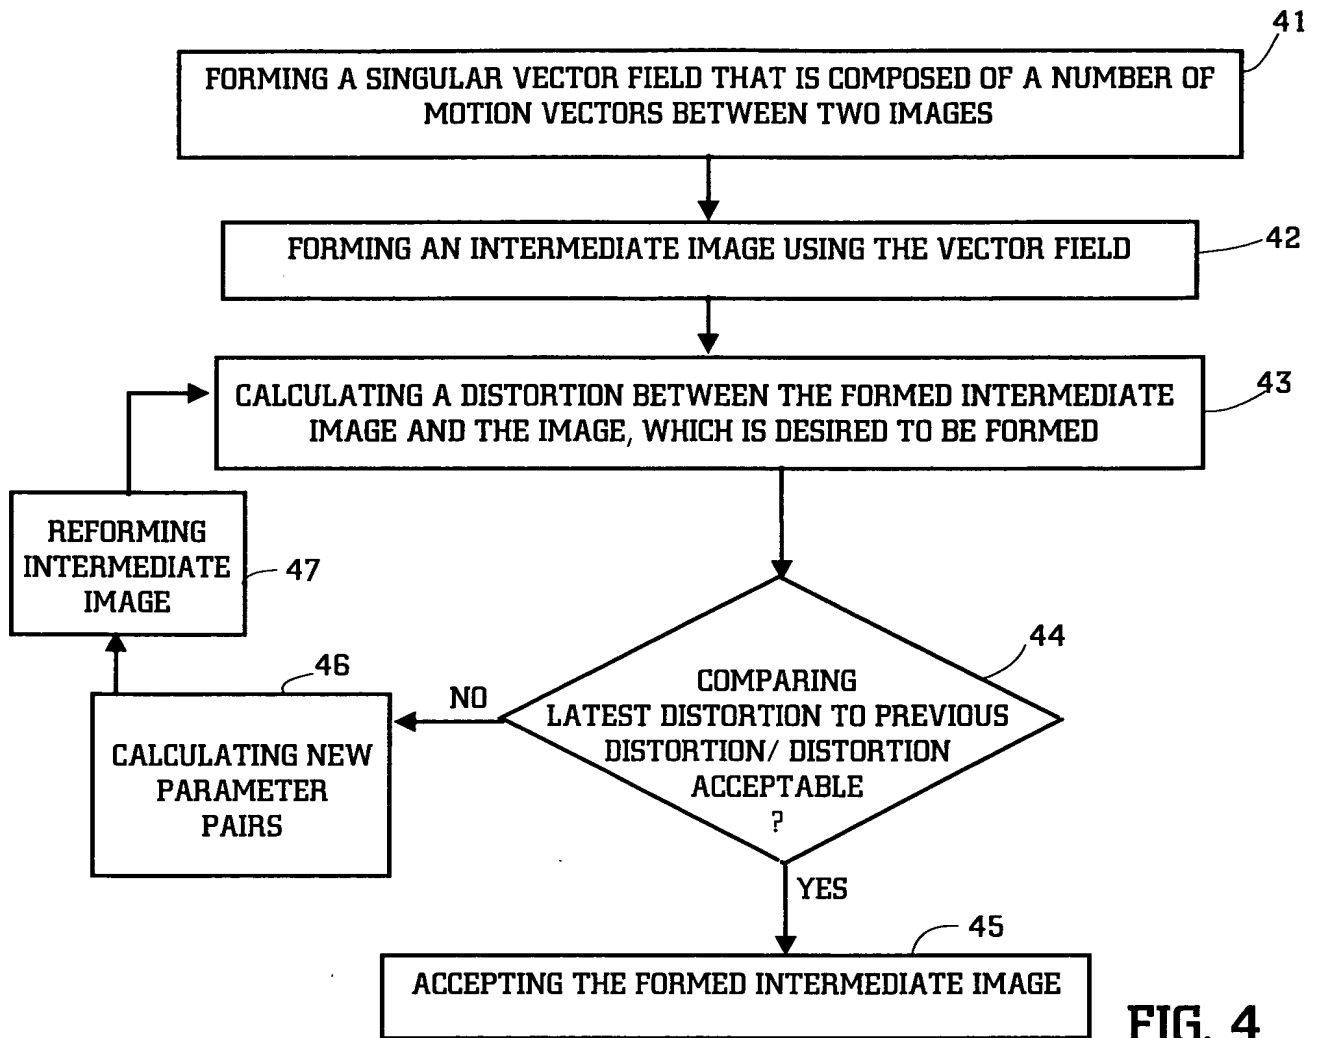 41
FORMING A SINGULAR VECTOR FIELD THAT IS COMPOSED OF A NUMBER OF
MOTION VECTORS BETWEEN TWO IMAGES
42
FORMING AN INTERMEDIATE IMAGE USING THE VECTOR FIELD
43
CALCULATING A DISTORTION BETWEEN THE FORMED INTERMEDIATE
IMAGE AND THE IMAGE, WHICH IS DESIRED TO BE FORMED
REFORMING
INTERMEDIATE
IMAGE
47
44
COMPARING
LATEST DISTORTION TO PREVIOUS
DISTORTION/ DISTORTION
ACCEPTABLE
?
NO
46
CALCULATING NEW
PARAMETER
PAIRS
YES
45
ACCEPTING THE FORMED INTERMEDIATE IMAGE
FIG. 4